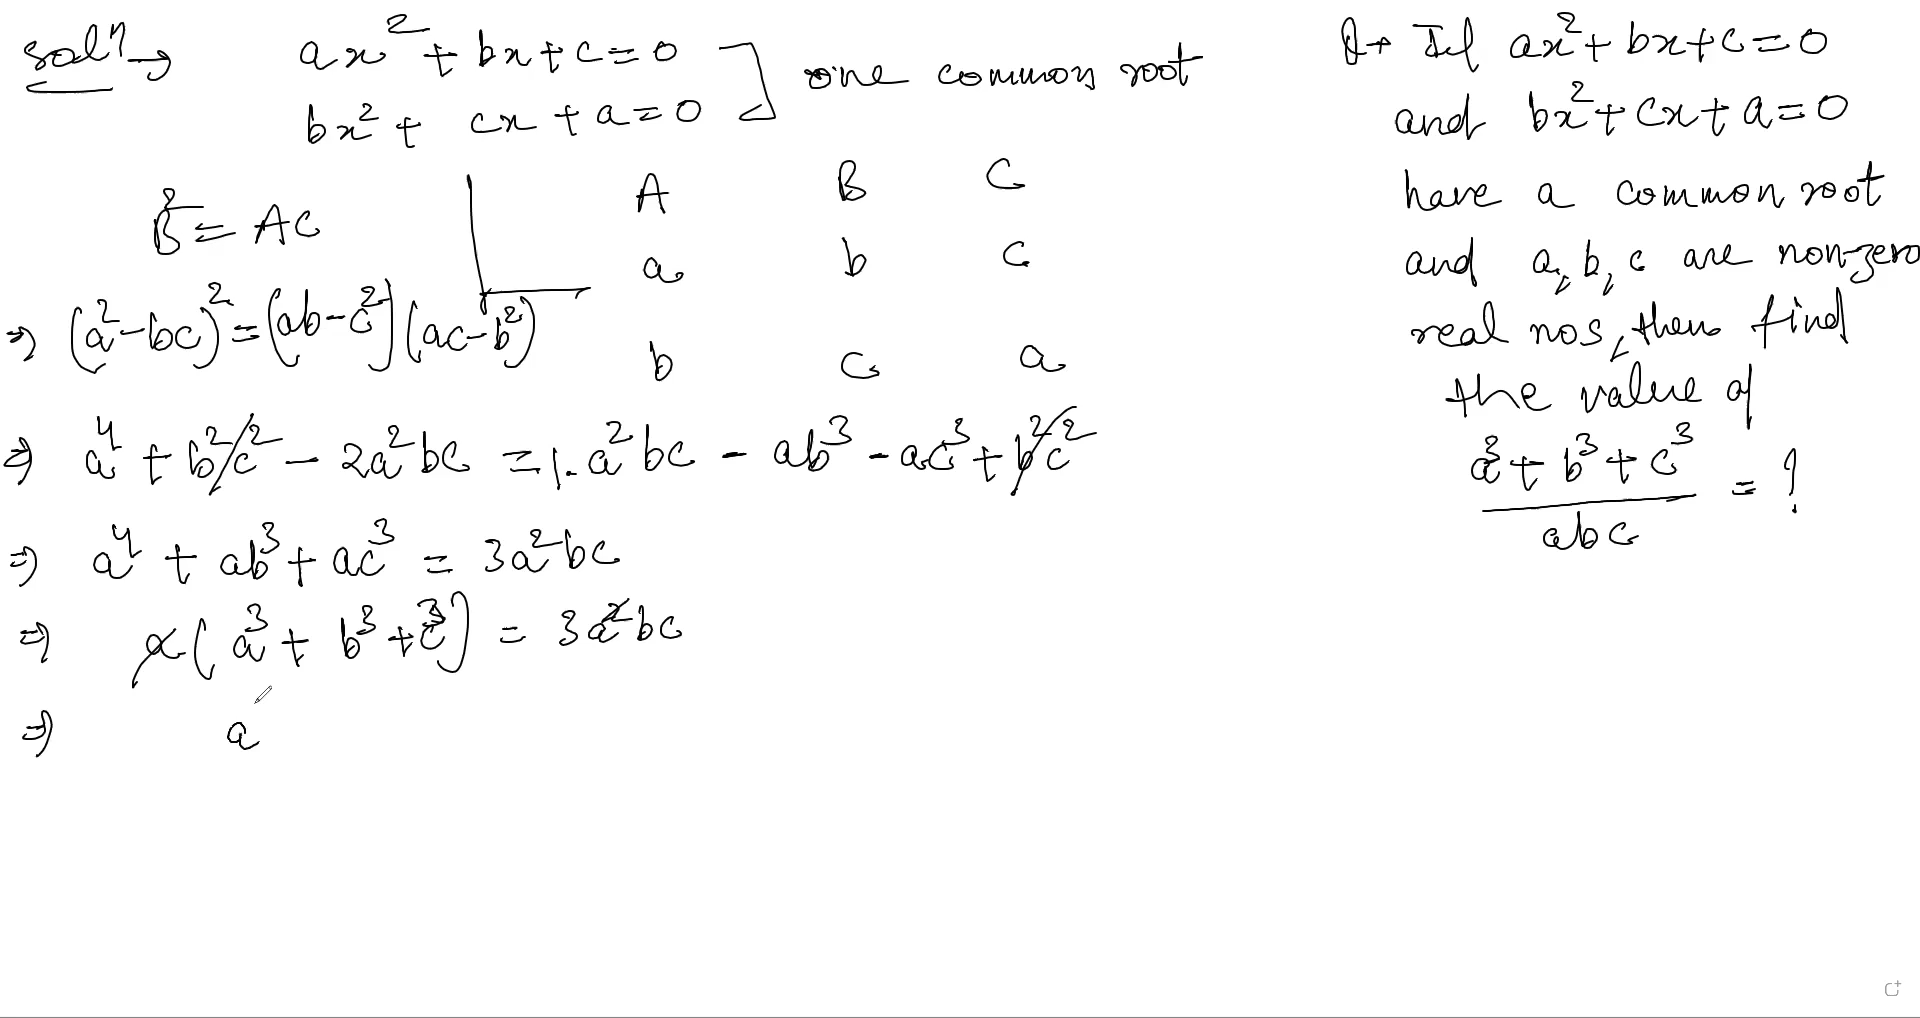 Solⁿ→ ax² + bx + c = 0
bx² + cx + a = 0 ] one common root
A B C
B² = AC
a b c
⇒ (a² - bc)² = (ab - c²)(ac - b²)
b c a
⇒ a⁴ + b²c² - 2a²bc = 1·a²bc - ab³ - ac³ + b²c²
⇒ a⁴ + ab³ + ac³ = 3a²bc
⇒ a(a³ + b³ + c³) = 3a²bc
⇒ a
Q→ If ax² + bx + c = 0
and bx² + cx + a = 0
have a common root
and a, b, c are non-zero
real nos, then find
the value of
a³ + b³ + c³
abc
= ?